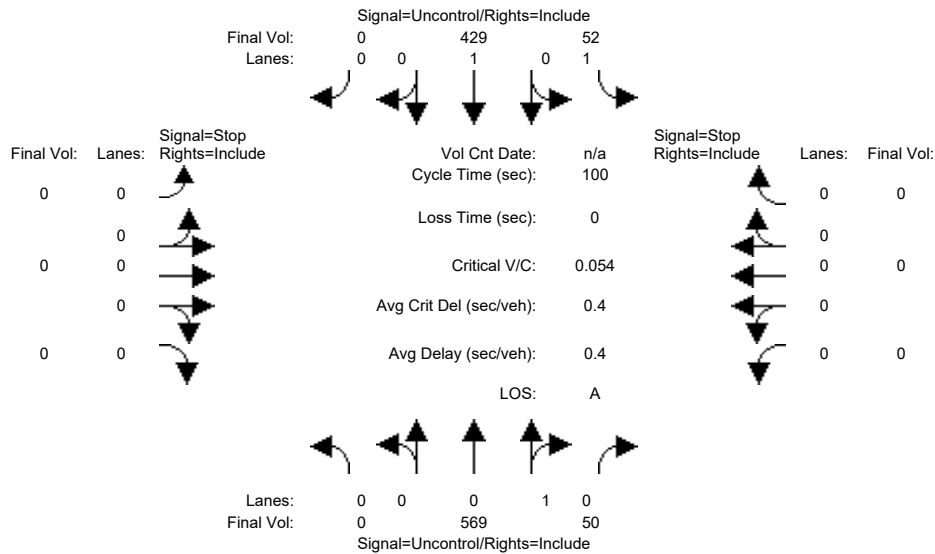 Signal=Uncontrol/Rights=Include
Final Vol: 0 429 52
Lanes: 0 0 1 0 1
Signal=Stop
Final Vol: Lanes: Rights=Include
Vol Cnt Date: n/a
Signal=Stop
Rights=Include Lanes: Final Vol:
Cycle Time (sec): 100
0 0
0 0
Loss Time (sec): 0
0
0
0 0
Critical V/C: 0.054
0 0
0
Avg Crit Del (sec/veh): 0.4
0
0 0
Avg Delay (sec/veh): 0.4
0 0
LOS: A
Lanes: 0 0 0 1 0
Final Vol: 0 569 50
Signal=Uncontrol/Rights=Include